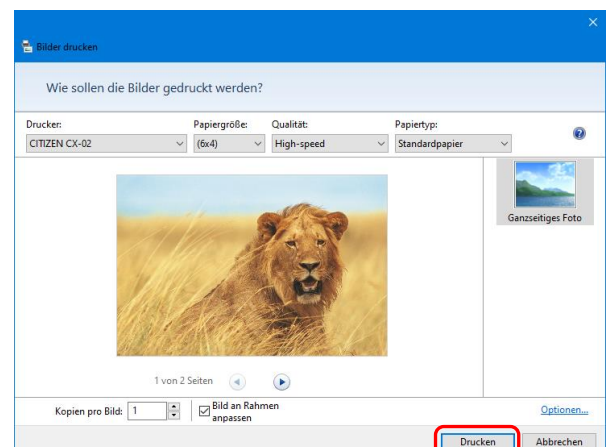 Bilder drucken
Wie sollen die Bilder gedruckt werden?
Drucker: Papiergröße: Qualität: Papiertyp:
CITIZEN CX-02 (6x4) High-speed Standardpapier
Ganzseitiges Foto
1 von 2 Seiten
Kopien pro Bild: 1 Bild an Rahmen
anpassen
Optionen...
Drucken Abbrechen